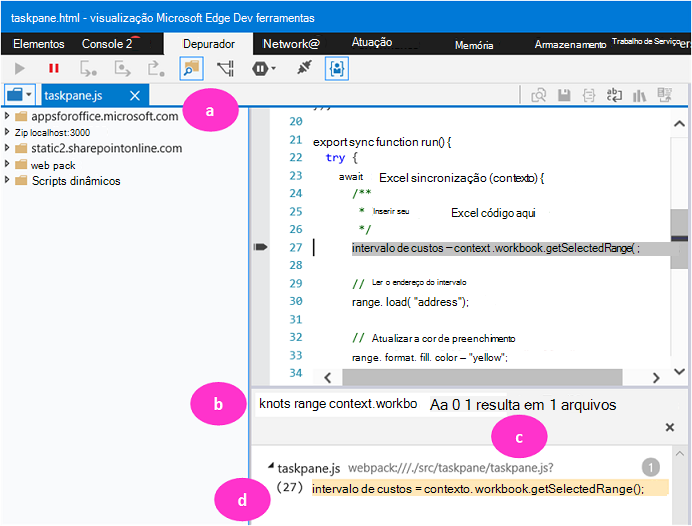 taskpane.html - visualização Microsoft Edge Dev ferramentas
Elementos Console 2 Depurador Network@ Atuação Memória Armazenamento Trabalho de Serviço
taskpane.js
a
appsforoffice.microsoft.com
Zip localhost:3000
static2.sharepointonline.com
web pack
Scripts dinâmicos
20
21 export sync function run() {
22 try {
23 await Excel sincronização (contexto) {
24 /**
25 * Inserir seu Excel código aqui
26 */
27 intervalo de custos – context .workbook.getSelectedRange( ;
28
29 // Ler o endereço do intervalo
30 range. load( "address");
31
32 // Atualizar a cor de preenchimento
33 range. format. fill. color – "yellow";
34
b
knots range context.workbo Aa 0 1 resulta em 1 arquivos
c
taskpane.js webpack:///./src/taskpane/taskpane.js? 1
d
(27) intervalo de custos = contexto. workbook.getSelectedRange();